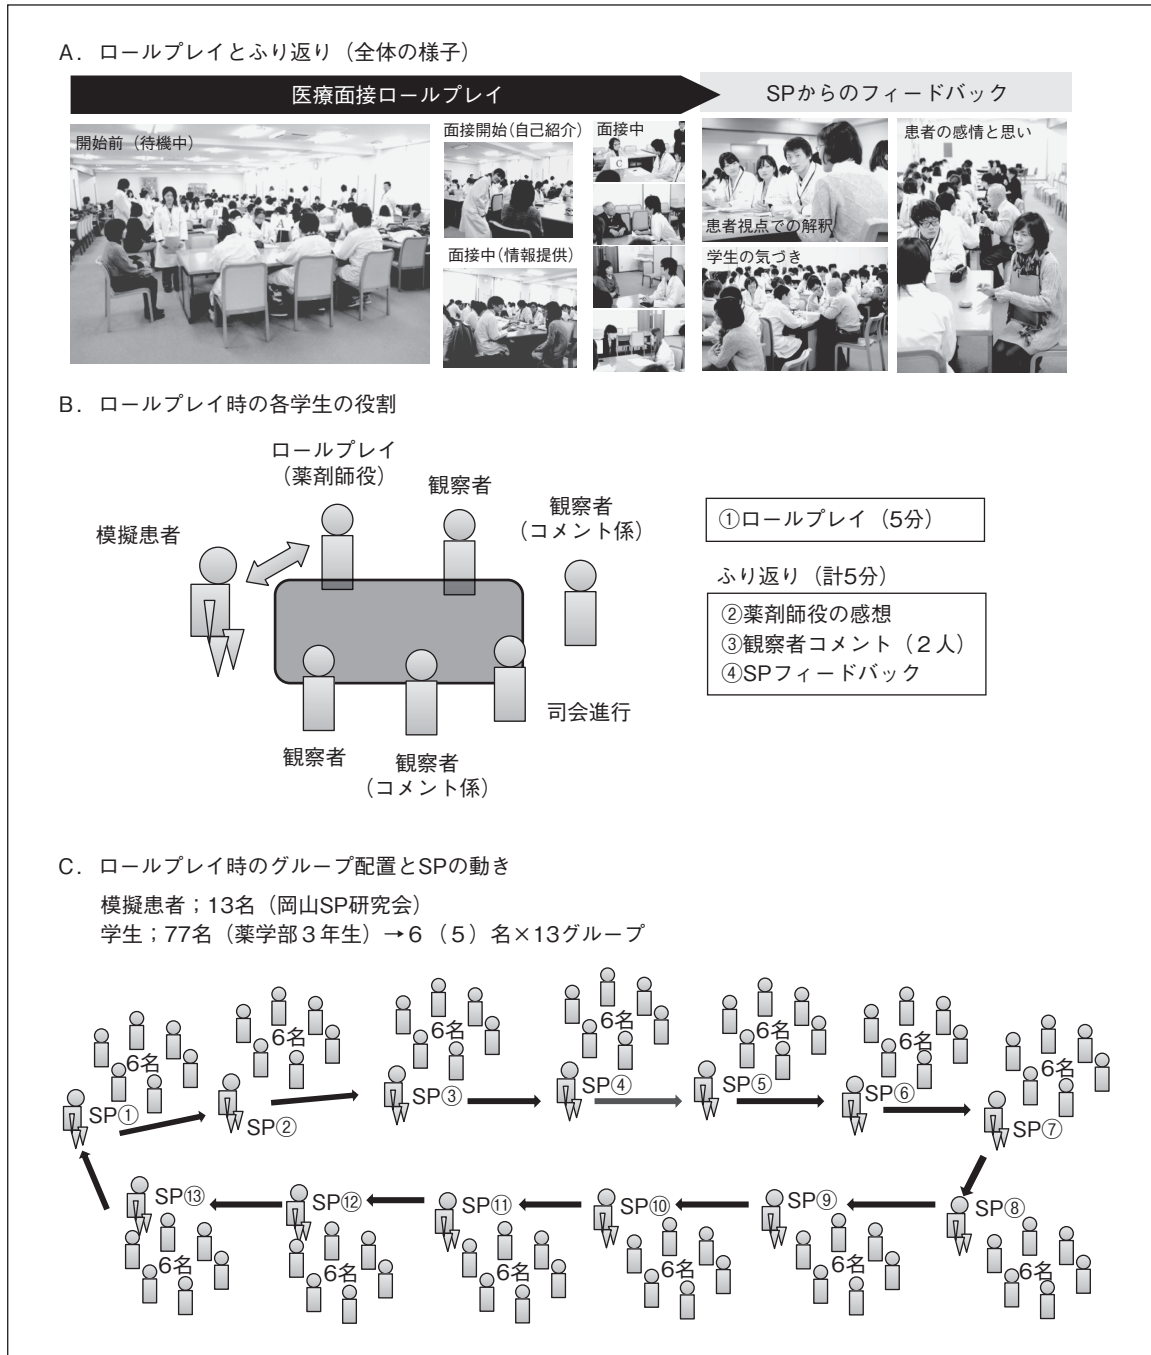 A．ロールプレイとふり返り（全体の様子）
医療面接ロールプレイ
SPからのフィードバック
開始前（待機中）
面接開始（自己紹介）
面接中（情報提供）
面接中
C
患者視点での解釈
学生の気づき
患者の感情と思い
B．ロールプレイ時の各学生の役割
模擬患者
ロールプレイ
（薬剤師役）
観察者
観察者
（コメント係）
観察者
観察者
（コメント係）
司会進行
①ロールプレイ（5分）
ふり返り（計5分）
②薬剤師役の感想
③観察者コメント（２人）
④SPフィードバック
C．ロールプレイ時のグループ配置とSPの動き
模擬患者；13名（岡山SP研究会）
学生；77名（薬学部３年生）→６（５）名×13グループ
6名
6名
6名
6名
6名
6名
6名
SP①
SP②
SP③
SP④
SP⑤
SP⑥
SP⑦
SP⑬
SP⑫
SP⑪
SP⑩
SP⑨
SP⑧
6名
6名
6名
6名
6名
6名